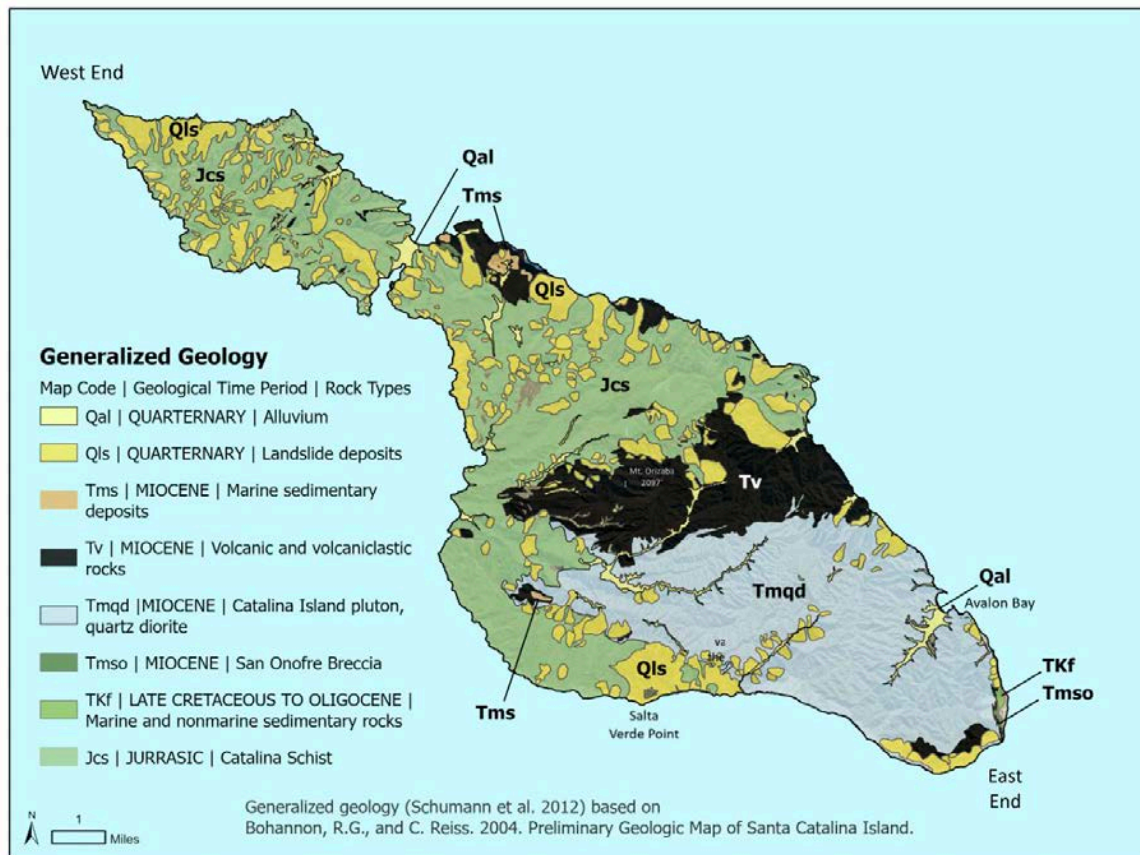 West End
Qls
Jcs
Qal
Tms
Qls
Jcs
Generalized Geology
Map Code | Geological Time Period | Rock Types
Qal | QUARTERNARY | Alluvium
Qls | QUARTERNARY | Landslide deposits
Tms | MIOCENE | Marine sedimentary
deposits
Tv | MIOCENE | Volcanic and volcaniclastic
rocks
Tmqd |MIOCENE | Catalina Island pluton,
quartz diorite
Tmso | MIOCENE | San Onofre Breccia
TKf | LATE CRETACEOUS TO OLIGOCENE |
Marine and nonmarine sedimentary rocks
Jcs | JURRASIC | Catalina Schist
Mt. Orizaba
2097
Tv
Tmqd
Qal
Avalon Bay
va
the
Qls
TKf
Tmso
Tms
Salta
Verde Point
East
End
N
1
Miles
Generalized geology (Schumann et al. 2012) based on
Bohannon, R.G., and C. Reiss. 2004. Preliminary Geologic Map of Santa Catalina Island.